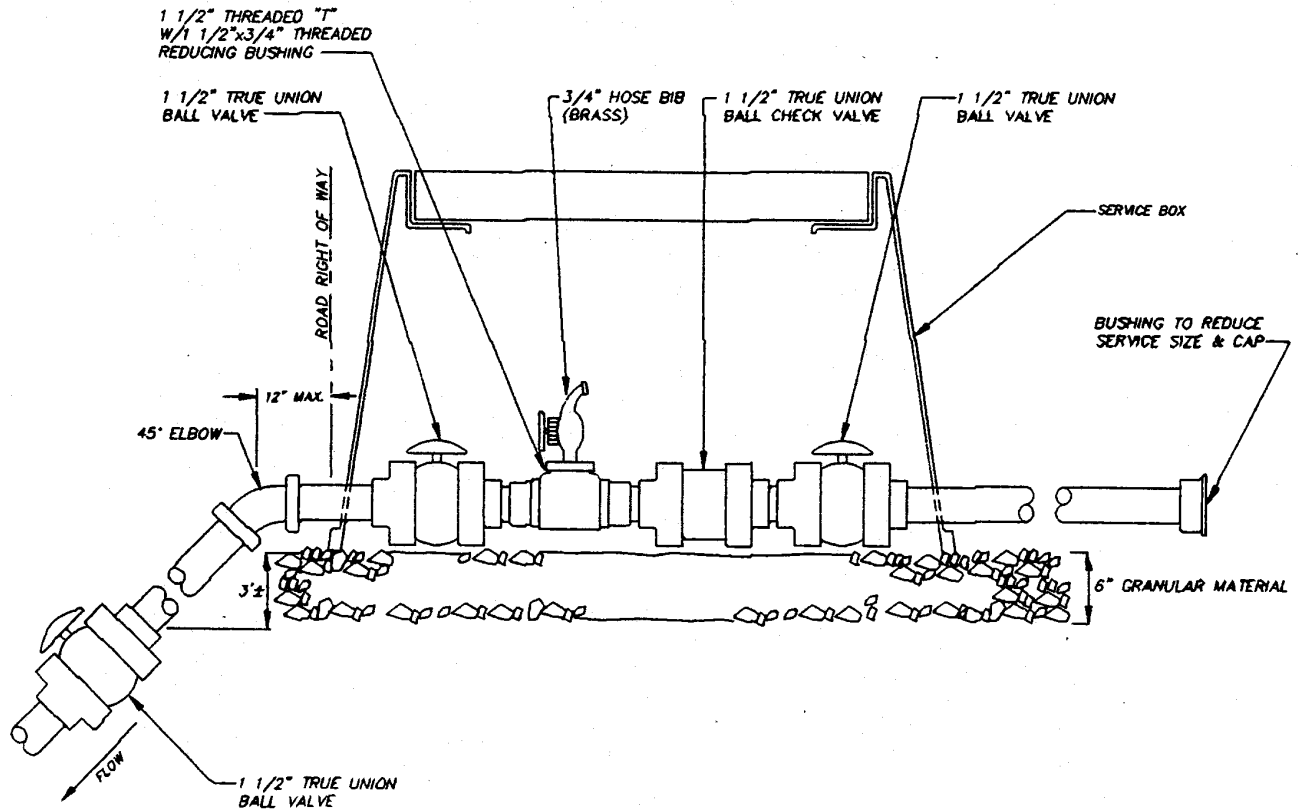 1 1/2" THREADED "T"
W/1 1/2"x3/4" THREADED
REDUCING BUSHING
1 1/2" TRUE UNION
BALL VALVE
3/4" HOSE BIB
(BRASS)
1 1/2" TRUE UNION
BALL CHECK VALVE
1 1/2" TRUE UNION
BALL VALVE
ROAD RIGHT OF WAY
SERVICE BOX
BUSHING TO REDUCE
SERVICE SIZE & CAP
12" MAX.
45° ELBOW
3'±
6" GRANULAR MATERIAL
FLOW
1 1/2" TRUE UNION
BALL VALVE